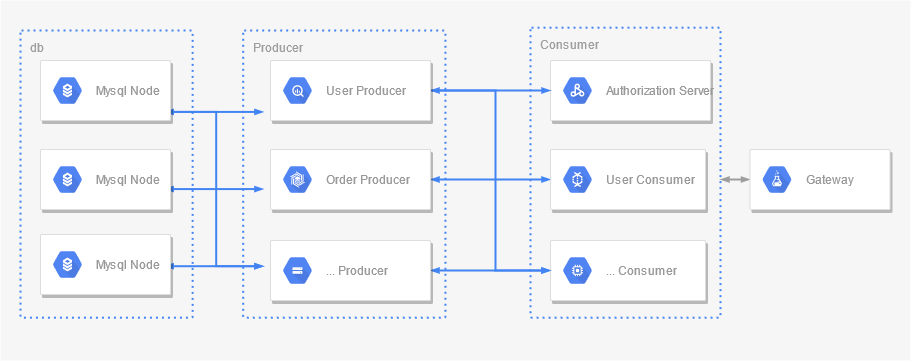 db
Producer
Consumer
Mysql Node
User Producer
Authorization Server
Mysql Node
Order Producer
User Consumer
Gateway
Mysql Node
... Producer
... Consumer